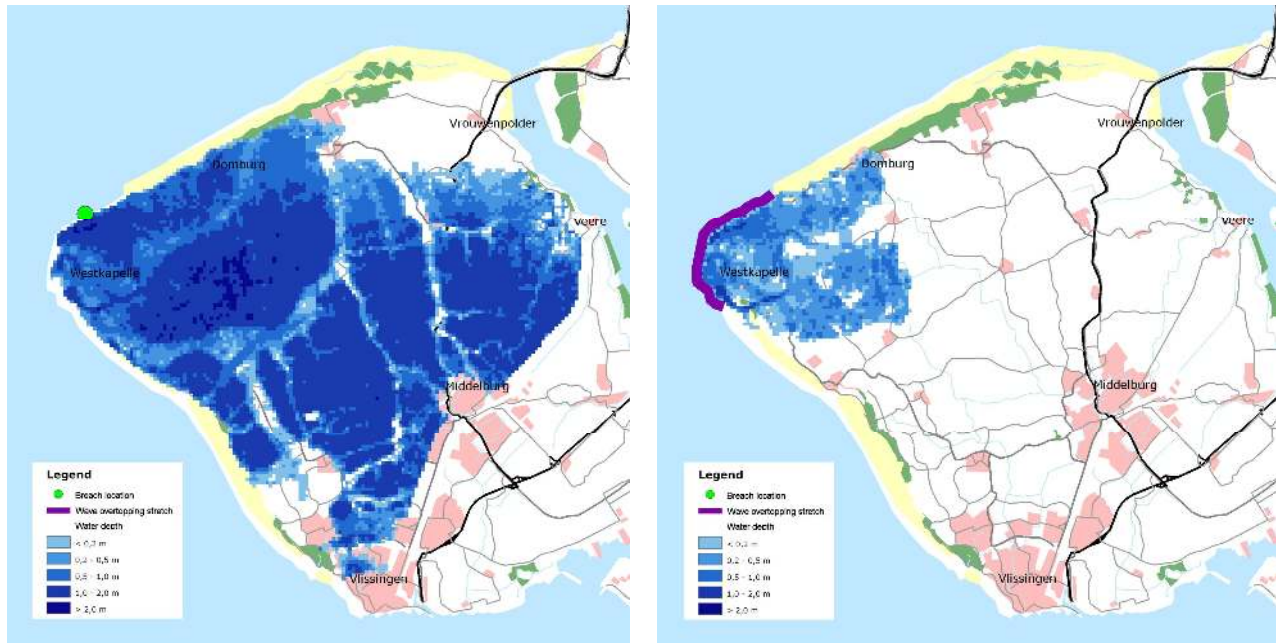 Vrouwenpolder
Domburg
Veere
Westkapelle
Middelburg
Vlissingen
Legend
Breach location
Wave overtopping stretch
Water depth
< 0,2 m
0,2 - 0,5 m
0,5 - 1,0 m
1,0 - 2,0 m
> 2,0 m
Vrouwenpolder
Domburg
Veere
Westkapelle
Middelburg
Vlissingen
Legend
Breach location
Wave overtopping stretch
Water depth
< 0,2 m
0,2 - 0,5 m
0,5 - 1,0 m
1,0 - 2,0 m
> 2,0 m